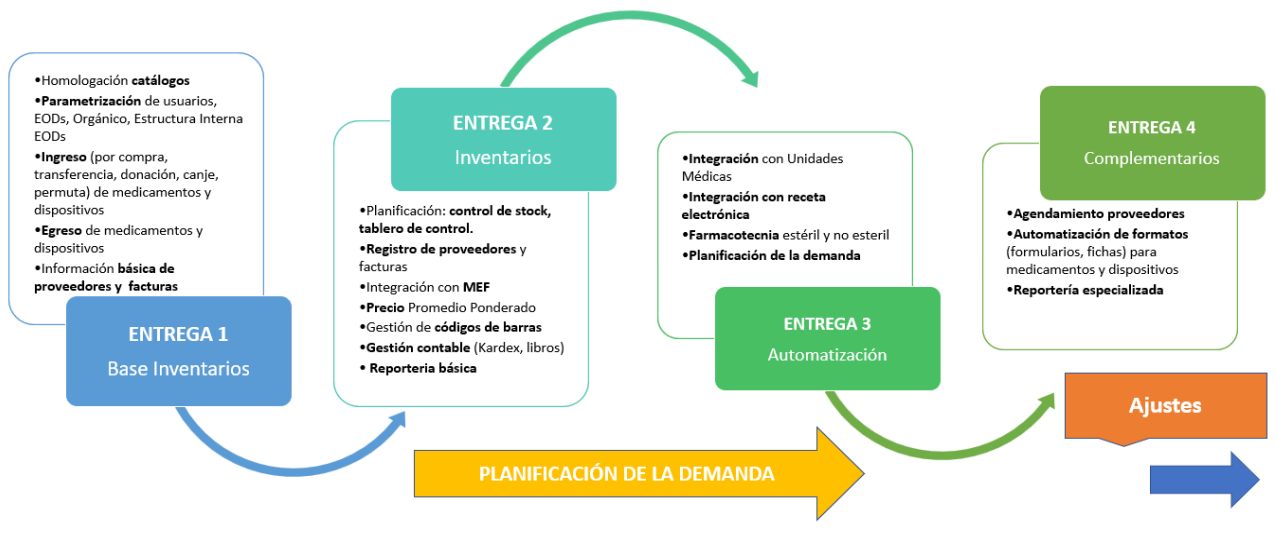 •Homologación catálogos
•Parametrización de usuarios,
EODs, Orgánico, Estructura Interna
EODs
•Ingreso (por compra,
transferencia, donación, canje,
permuta) de medicamentos y
dispositivos
•Egreso de medicamentos y
dispositivos
•Información básica de
proveedores y facturas
ENTREGA 1
Base Inventarios
ENTREGA 2
Inventarios
•Planificación: control de stock,
tablero de control.
•Registro de proveedores y
facturas
•Integración con MEF
•Precio Promedio Ponderado
•Gestión de códigos de barras
•Gestión contable (Kardex, libros)
• Reporteria básica
•Integración con Unidades
Médicas
•Integración con receta
electrónica
•Farmacotecnia estéril y no esteril
•Planificación de la demanda
ENTREGA 3
Automatización
ENTREGA 4
Complementarios
•Agendamiento proveedores
•Automatización de formatos
(formularios, fichas) para
medicamentos y dispositivos
•Reportería especializada
Ajustes
PLANIFICACIÓN DE LA DEMANDA